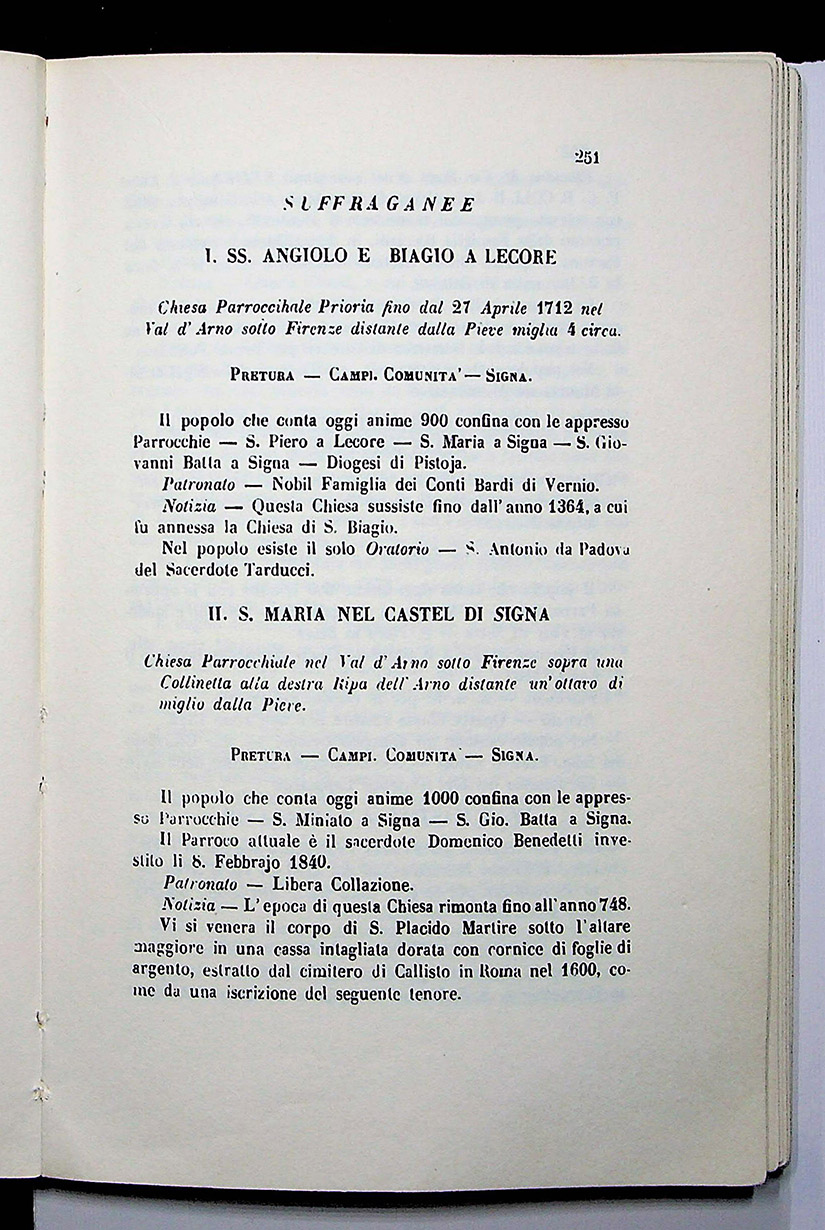 251
SUFFRAGANEE
I. SS. ANGIOLO E BIAGIO A LECORE
Chiesa Parroccihale Prioria fino dal 27 Aprile 1712 nel
Val d' Arno sotto Firenze distante dalla Pieve miglia 4 circa.
PRETURA — CAMPI. COMUNITA' — SIGNA.
Il popolo che conta oggi anime 900 confina con le appresso
Parrocchie — S. Piero a Lecore — S. Maria a Signa — S. Gio-
vanni Batta a Signa — Diogesi di Pistoja.
Patronato — Nobil Famiglia dei Conti Bardi di Vernio.
Notizia — Questa Chiesa sussiste fino dall' anno 1364, a cui
fu annessa la Chiesa di S. Biagio.
Nel popolo esiste il solo Oratorio — S. Antonio da Padova
del Sacerdote Tarducci.
II. S. MARIA NEL CASTEL DI SIGNA
Chiesa Parrocchiale nel Val d' Arno sotto Firenze sopra una
Collinetta alla destra Ripa dell' Arno distante un' ottavo di
miglio dalla Pieve.
PRETURA — CAMPI. COMUNITA' — SIGNA.
Il popolo che conta oggi anime 1000 confina con le appres-
so Parrocchie — S. Miniato a Signa — S. Gio. Batta a Signa.
Il Parroco attuale è il sacerdote Domenico Benedetti inve-
stito li 8. Febbrajo 1840.
Patronato — Libera Collazione.
Notizia — L' epoca di questa Chiesa rimonta fino all' anno 748.
Vi si venera il corpo di S. Placido Martire sotto l'altare
maggiore in una cassa intagliata dorata con cornice di foglie di
argento, estratto dal cimitero di Callisto in Roma nel 1600, co-
me da una iscrizione del seguente tenore.